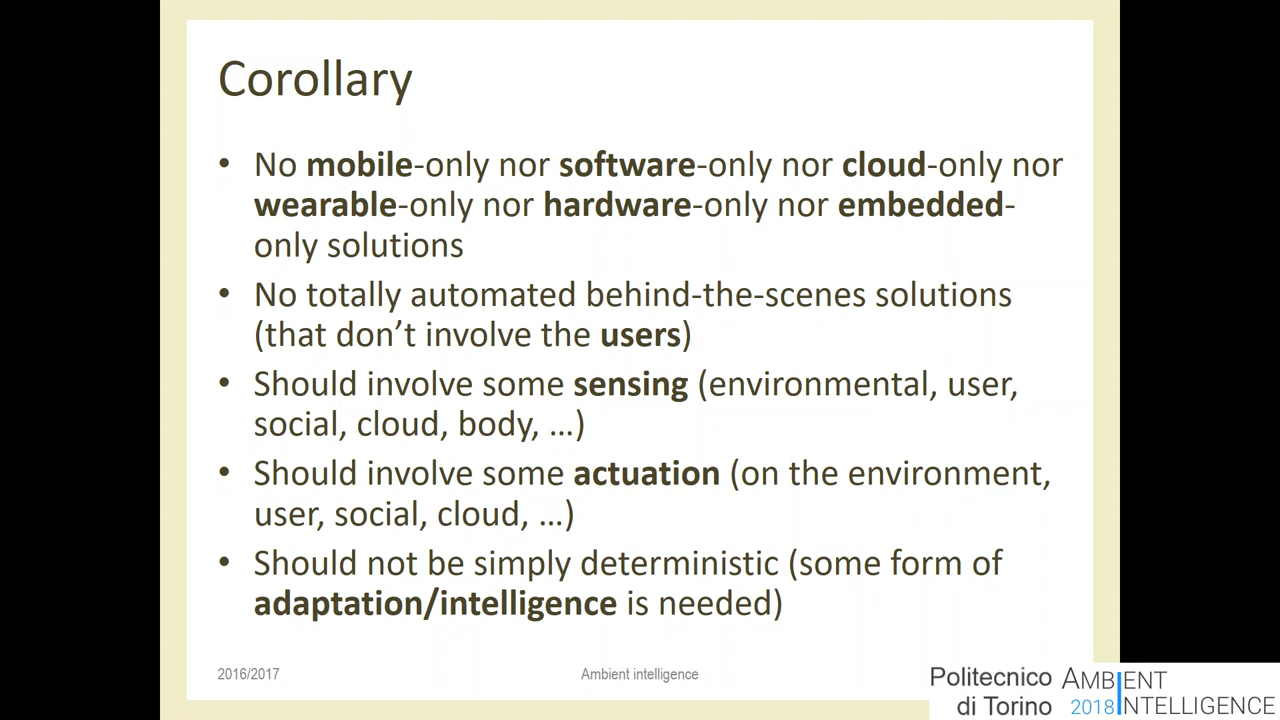 Corollary
• No mobile-only nor software-only nor cloud-only nor
wearable-only nor hardware-only nor embedded-
only solutions
• No totally automated behind-the-scenes solutions
(that don’t involve the users)
• Should involve some sensing (environmental, user,
social, cloud, body, …)
• Should involve some actuation (on the environment,
user, social, cloud, …)
• Should not be simply deterministic (some form of
adaptation/intelligence is needed)
2016/2017
Ambient intelligence
Politecnico
di Torino
AMBIENT
2018 INTELLIGENCE